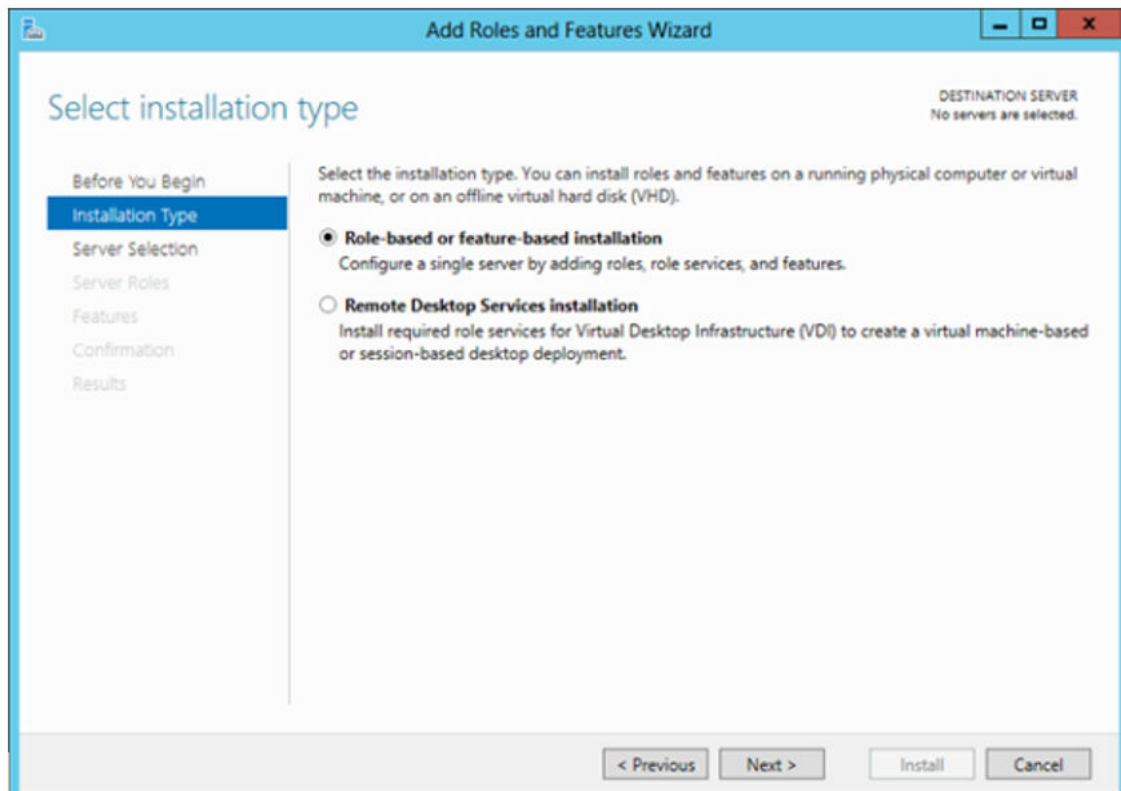 Add Roles and Features Wizard
Select installation type
DESTINATION SERVER
No servers are selected.
Before You Begin
Installation Type
Server Selection
Server Roles
Features
Confirmation
Results
Select the installation type. You can install roles and features on a running physical computer or virtual
machine, or on an offline virtual hard disk (VHD).
Role-based or feature-based installation
Configure a single server by adding roles, role services, and features.
Remote Desktop Services installation
Install required role services for Virtual Desktop Infrastructure (VDI) to create a virtual machine-based
or session-based desktop deployment.
< Previous Next > Install Cancel